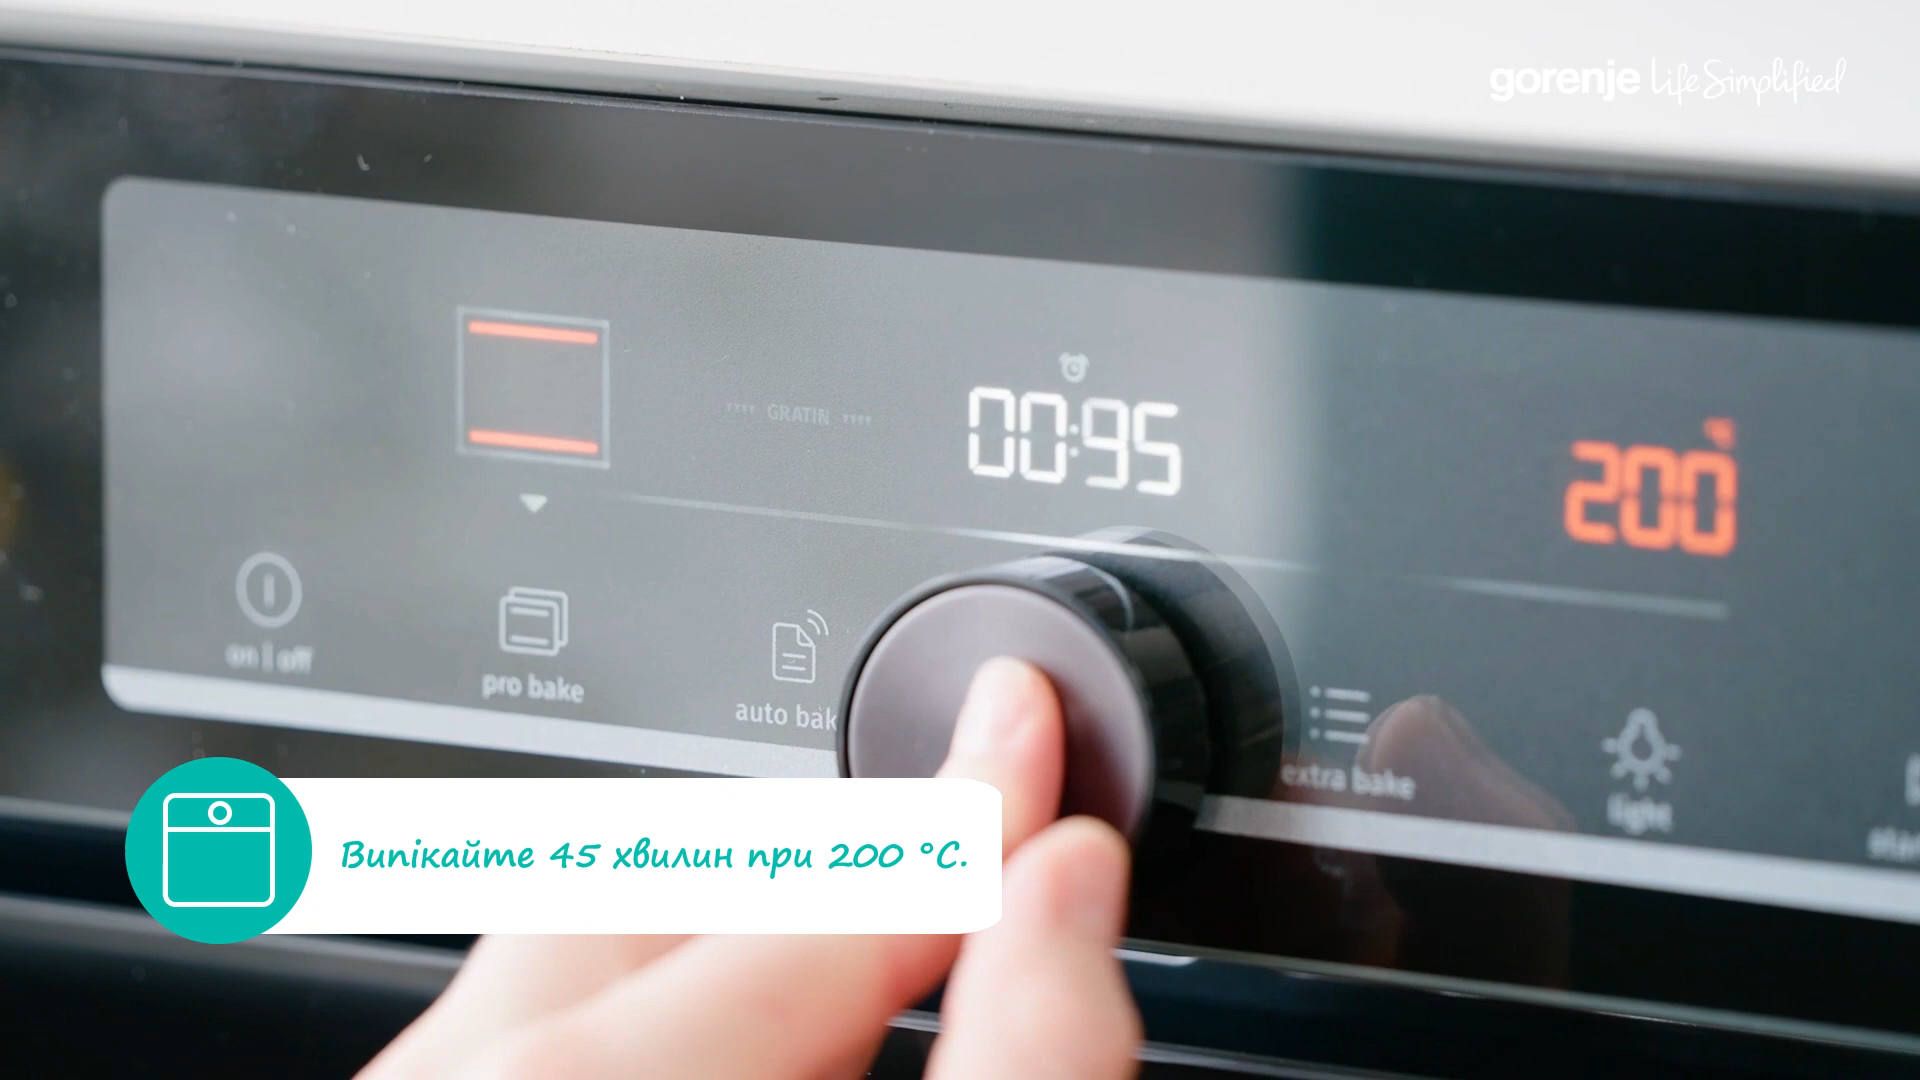 gorenje Life Simplified
GRATIN
00:95
200
on | off
pro bake
auto bak
extra bake
light
Випікайте 45 хвилин при 200 °C.